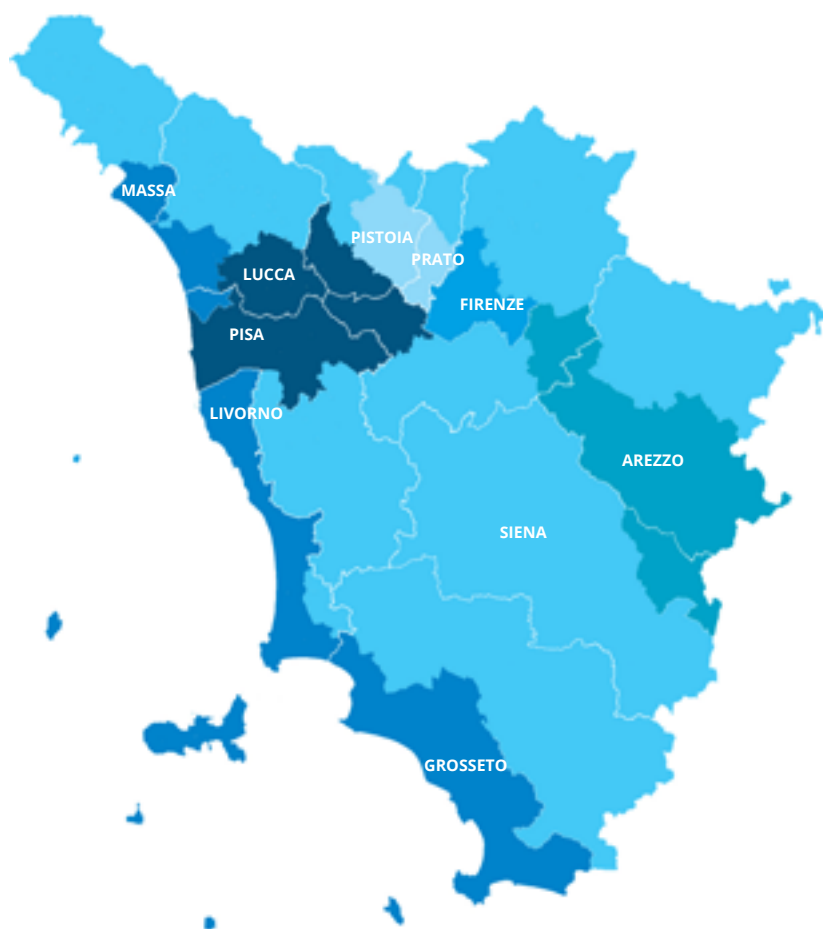 MASSA
PISTOIA
PRATO
LUCCA
FIRENZE
PISA
LIVORNO
AREZZO
SIENA
GROSSETO